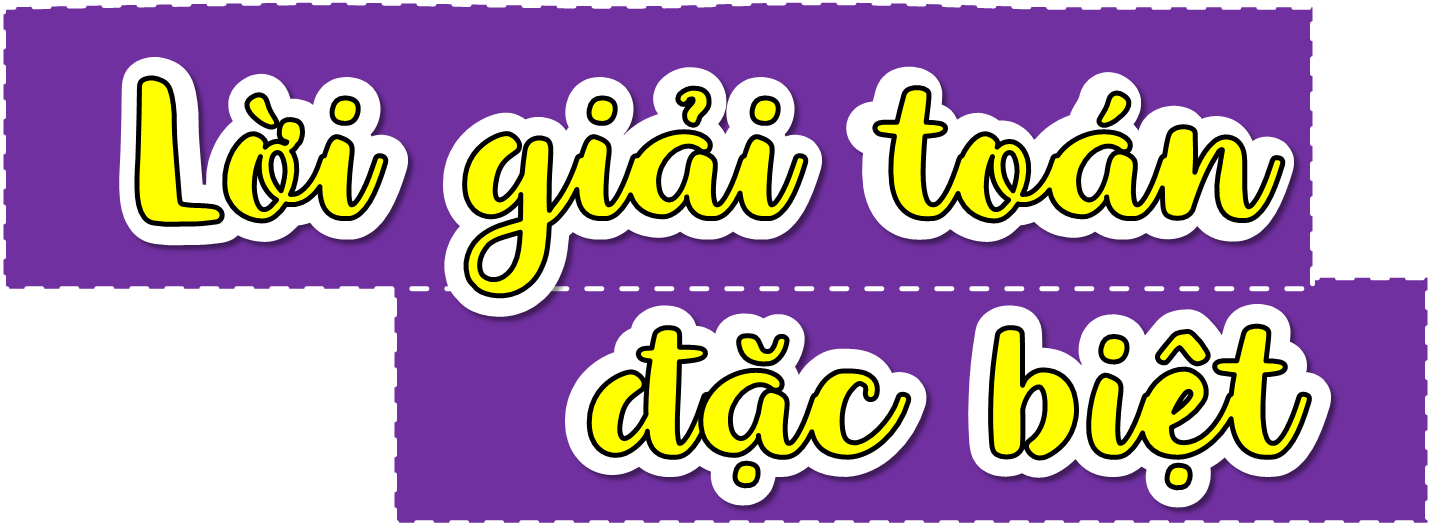 Lời giải toán
đặc biệt